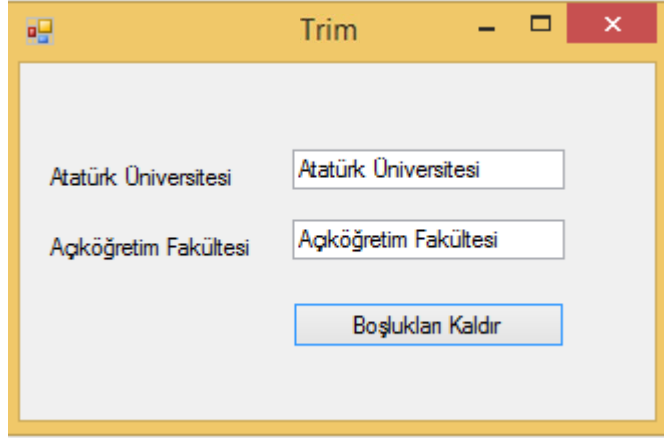 Trim
Atatürk Üniversitesi
Atatürk Üniversitesi
Açıköğretim Fakültesi
Açıköğretim Fakültesi
Boşlukları Kaldır